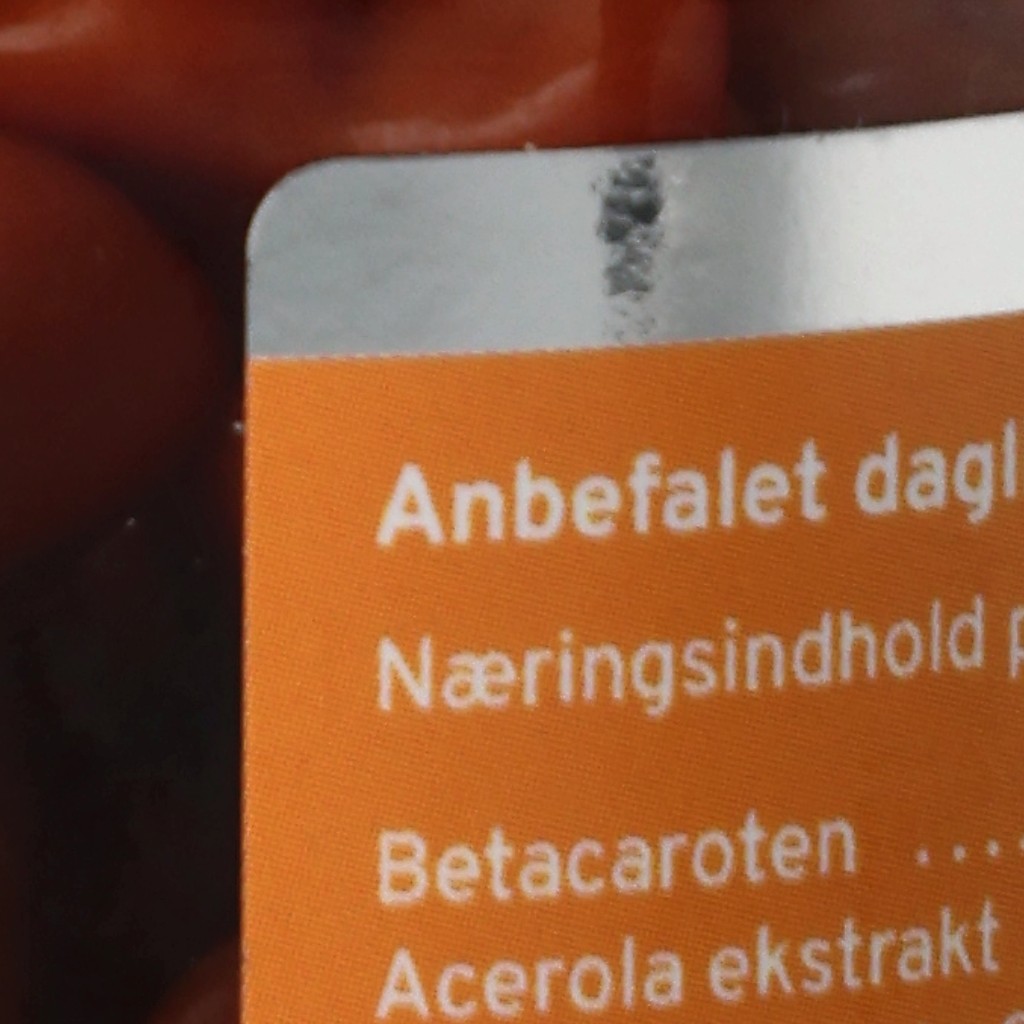 Anbefalet dagl
Næringsindhold p
Betacaroten ....
Acerola ekstrakt